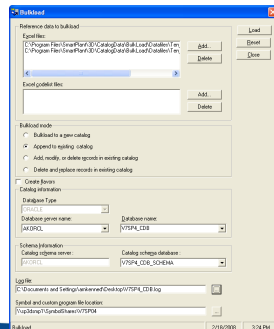 Bulkload
Reference data to bulkload
Excel files:
C:\Program Files\SmartPlant\3D\CatalogData\BulkLoad\Datafiles\Ten
C:\Program Files\SmartPlant\3D\CatalogData\BulkLoad\Datafiles\Ten
Add...
Delete
Load
Reset
Close
Excel codelist files:
Add...
Delete
Bulkload mode
Bulkload to a new catalog
Append to existing catalog
Add, modify, or delete records in existing catalog
Delete and replace records in existing catalog
Create flavors
Catalog information
Database Type
ORACLE
Database server name:
Database name:
AKORCL
V7SP4_CDB
Schema Information
Catalog schema server :
Catalog schema database :
AKORCL
V7SP4_CDB_SCHEMA
Log file:
C:\Documents and Settings\amkenned\Desktop\V7SP4_CDB.log
Symbol and custom program file location:
...
Bulkload
2/18/2008
3:24 PM